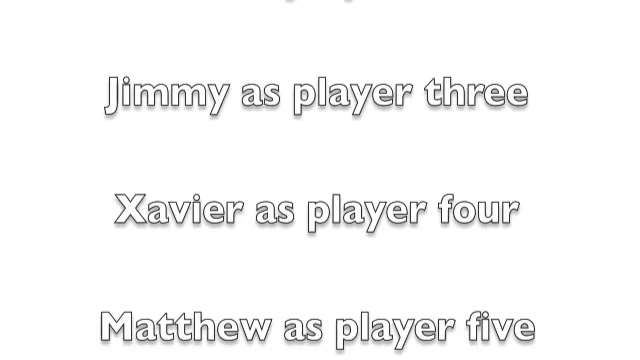 Jimmy as player three
Xavier as player four
Matthew as player five